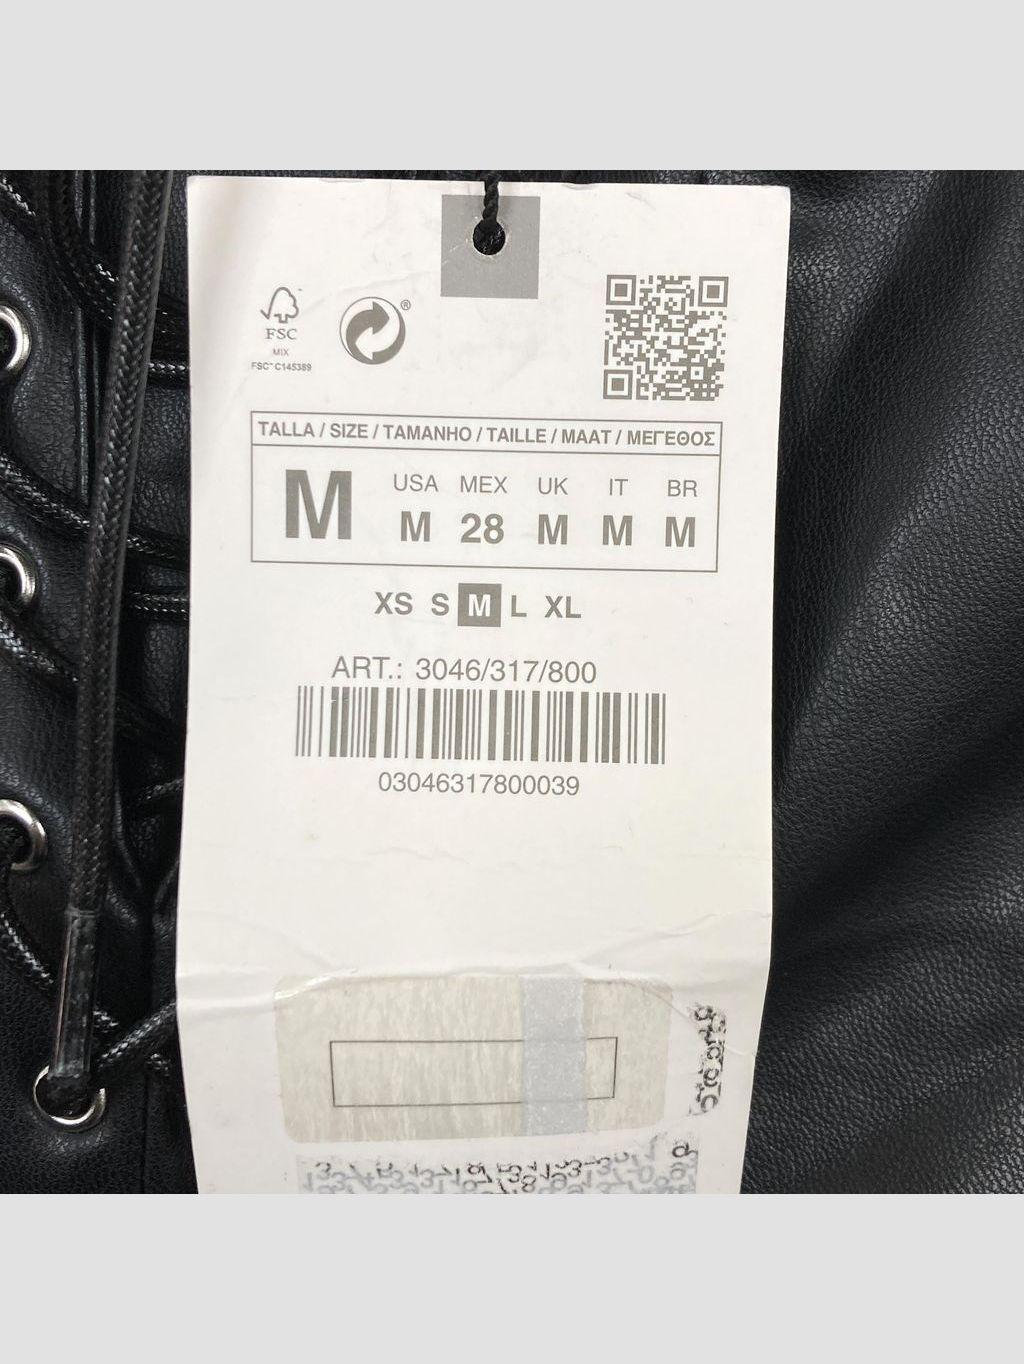 FSC
MIX
FSC™ C145389
®
TALLA / SIZE / TAMANHO / TAILLE / MAAT / ΜΕΓΕΘΟΣ
M
USA MEX UK IT BR
M 28 M M M
XS S M L XL
ART.: 3046/317/800
03046317800039